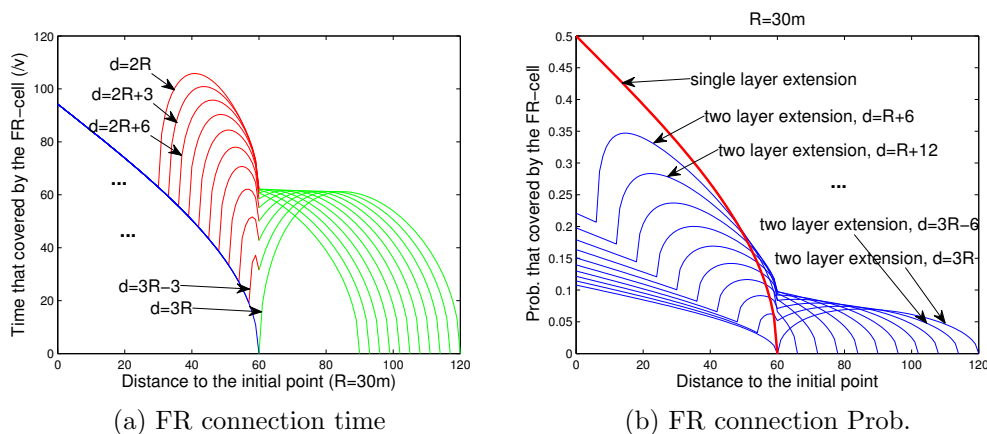 Time that covered by the FR−cell (/v)
120
100
80
60
40
20
0
d=2R
d=2R+3
d=2R+6
...
...
d=3R−3
d=3R
0 20 40 60 80 100 120
Distance to the initial point (R=30m)
(a) FR connection time
R=30m
Prob. that covered by the FR−cell
0.5
0.45
0.4
0.35
0.3
0.25
0.2
0.15
0.1
0.05
0
single layer extension
two layer extension, d=R+6
two layer extension, d=R+12
...
two layer extension, d=3R−6
two layer extension, d=3R
0 20 40 60 80 100 120
Distance to the initial point
(b) FR connection Prob.